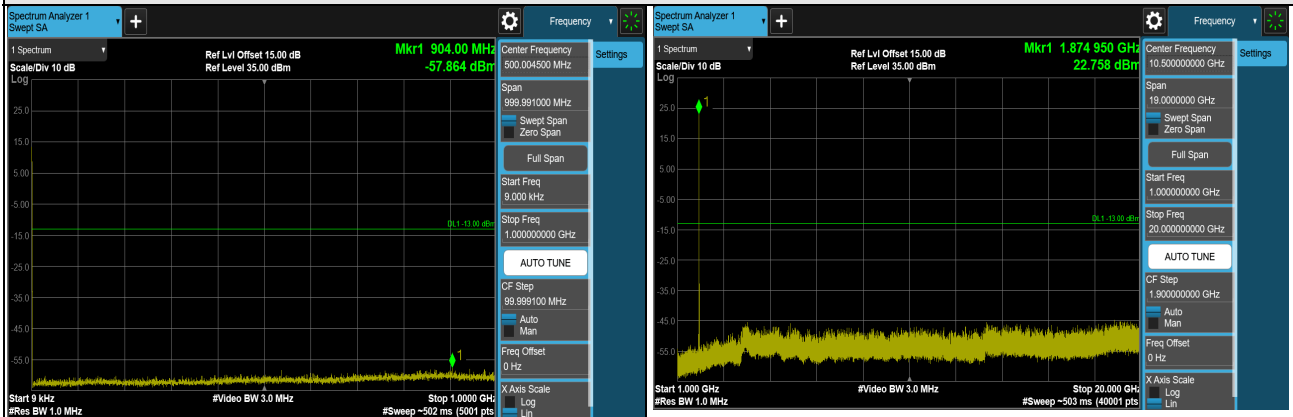 Spectrum Analyzer 1
Swept SA
+
Frequency
1 Spectrum
Scale/Div 10 dB
Log
Ref Lvl Offset 15.00 dB
Ref Level 35.00 dBm
Mkr1 904.00 MHz
-57.864 dBm
25.0
15.0
5.00
-5.00
-15.0
-25.0
-35.0
-45.0
-55.0
DL1 -13.00 dBm
1
Start 9 kHz
#Res BW 1.0 MHz
#Video BW 3.0 MHz
Stop 1.0000 GHz
#Sweep ~502 ms (5001 pts
Center Frequency
500.004500 MHz
Span
999.991000 MHz
Swept Span
Zero Span
Full Span
Start Freq
9.000 kHz
Stop Freq
1.000000000 GHz
AUTO TUNE
CF Step
99.999100 MHz
Auto
Man
Freq Offset
0 Hz
X Axis Scale
Log
Lin
Settings
Spectrum Analyzer 1
Swept SA
+
Frequency
1 Spectrum
Scale/Div 10 dB
Log
Ref Lvl Offset 15.00 dB
Ref Level 35.00 dBm
Mkr1 1.874 950 GHz
22.758 dBm
25.0
15.0
5.00
-5.00
-15.0
-25.0
-35.0
-45.0
-55.0
DL1 -13.00 dBm
1
Start 1.000 GHz
#Res BW 1.0 MHz
#Video BW 3.0 MHz
Stop 20.000 GHz
#Sweep ~503 ms (40001 pts
Center Frequency
10.500000000 GHz
Span
19.0000000 GHz
Swept Span
Zero Span
Full Span
Start Freq
1.000000000 GHz
Stop Freq
20.000000000 GHz
AUTO TUNE
CF Step
1.900000000 GHz
Auto
Man
Freq Offset
0 Hz
X Axis Scale
Log
Lin
Settings